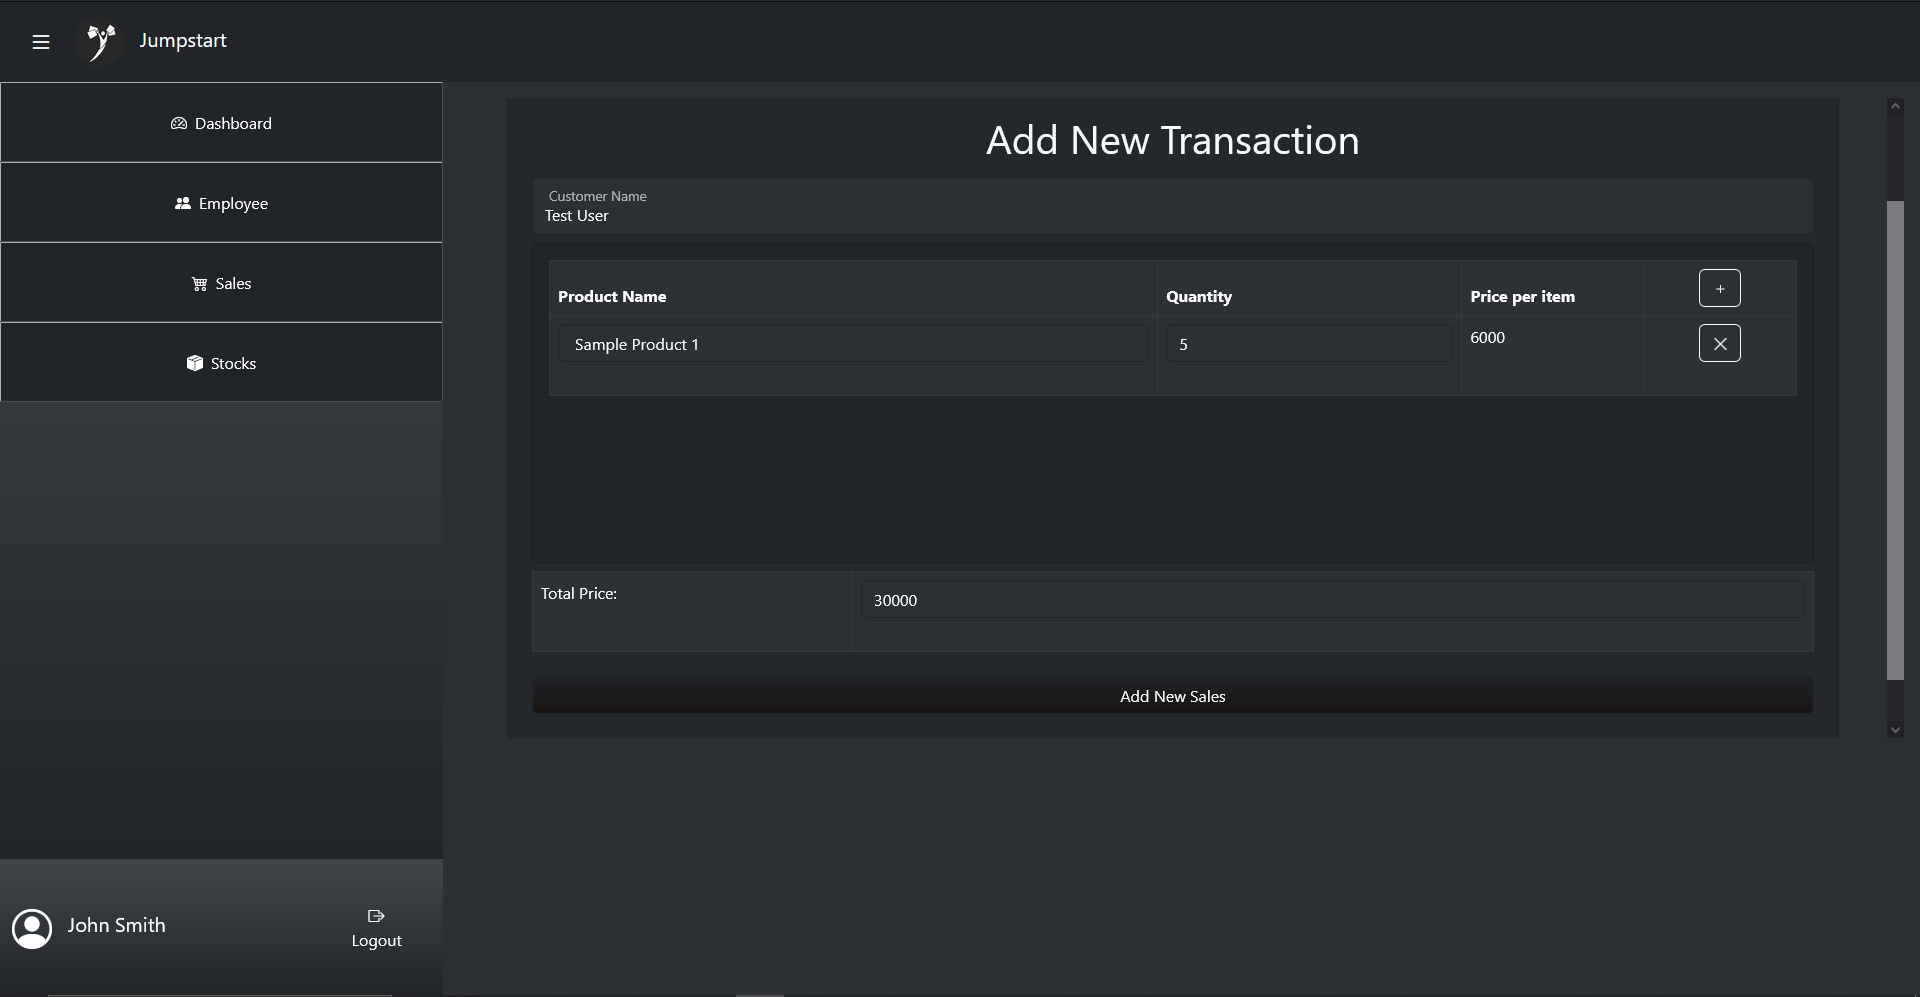 Jumpstart
Dashboard
Employee
Sales
Stocks
John Smith
Logout
Add New Transaction
Customer Name
Test User
Product Name Quantity Price per item +
Sample Product 1 5 6000
Total Price: 30000
Add New Sales